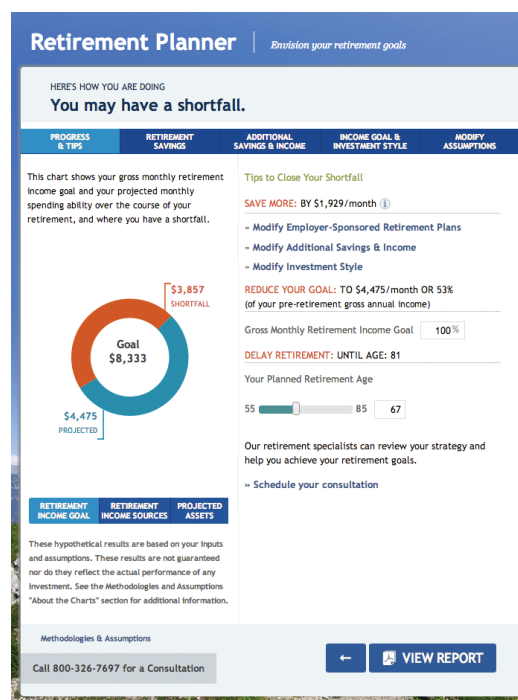 Retirement Planner
Envision your retirement goals
HERE'S HOW YOU ARE DOING
You may have a shortfall.
PROGRESS
& TIPS
RETIREMENT
SAVINGS
ADDITIONAL
SAVINGS & INCOME
INCOME GOAL &
INVESTMENT STYLE
MODIFY
ASSUMPTIONS
This chart shows your gross monthly retirement
income goal and your projected monthly
spending ability over the course of your
retirement, and where you have a shortfall.
$3,857
SHORTFALL
Goal
$8,333
$4,475
PROJECTED
RETIREMENT
INCOME GOAL
RETIREMENT
INCOME SOURCES
PROJECTED
ASSETS
These hypothetical results are based on your inputs
and assumptions. These results are not guaranteed
nor do they reflect the actual performance of any
investment. See the Methodologies and Assumptions
"About the Charts" section for additional information.
Tips to Close Your Shortfall
SAVE MORE: BY $1,929/month i
» Modify Employer-Sponsored Retirement Plans
» Modify Additional Savings & Income
» Modify Investment Style
REDUCE YOUR GOAL: TO $4,475/month OR 53%
(of your pre-retirement gross annual income)
Gross Monthly Retirement Income Goal 100%
DELAY RETIREMENT: UNTIL AGE: 81
Your Planned Retirement Age
55 85 67
Our retirement specialists can review your strategy and
help you achieve your retirement goals.
» Schedule your consultation
Methodologies & Assumptions
Call 800-326-7697 for a Consultation
← VIEW REPORT